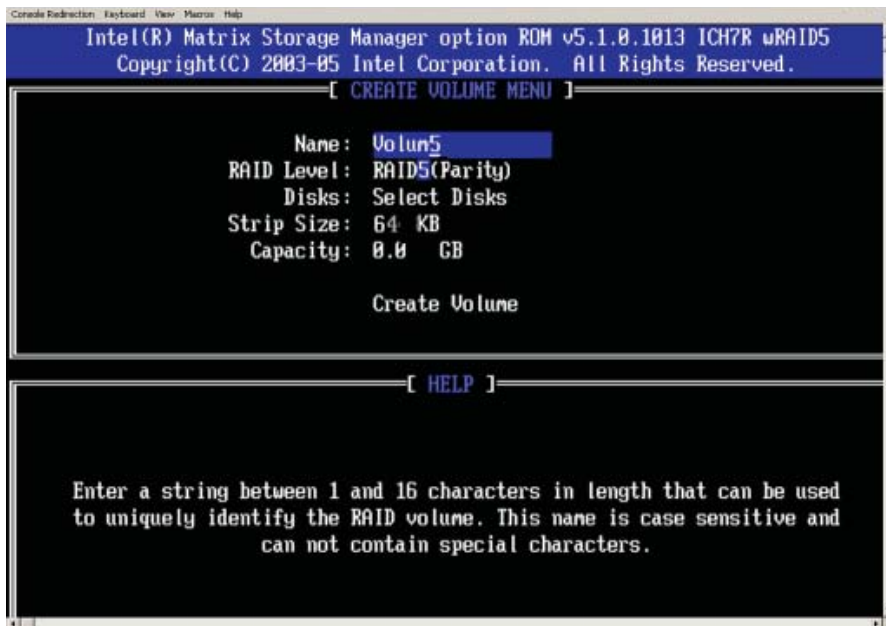 Console Redirection Keyboard View Macros Help
Intel(R) Matrix Storage Manager option ROM v5.1.0.1013 ICH7R wRAID5
Copyright(C) 2003-05 Intel Corporation. All Rights Reserved.
[ CREATE VOLUME MENU ]
Name: Volum5
RAID Level: RAID5(Parity)
Disks: Select Disks
Strip Size: 64 KB
Capacity: 0.0 GB
Create Volume
[ HELP ]
Enter a string between 1 and 16 characters in length that can be used
to uniquely identify the RAID volume. This name is case sensitive and
can not contain special characters.